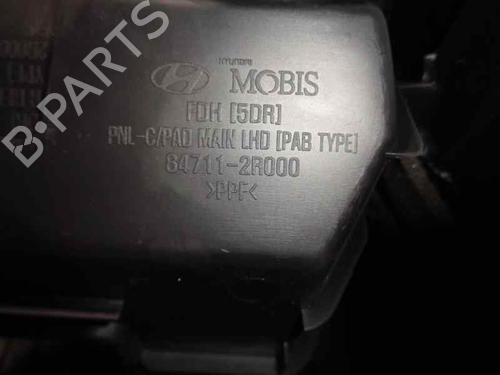 HYUNDAI
MOBIS
FDH [5DR]
PNL-C/PAD MAIN LHD [PAB TYPE]
84711-2R000
>PPF<
B-PARTS